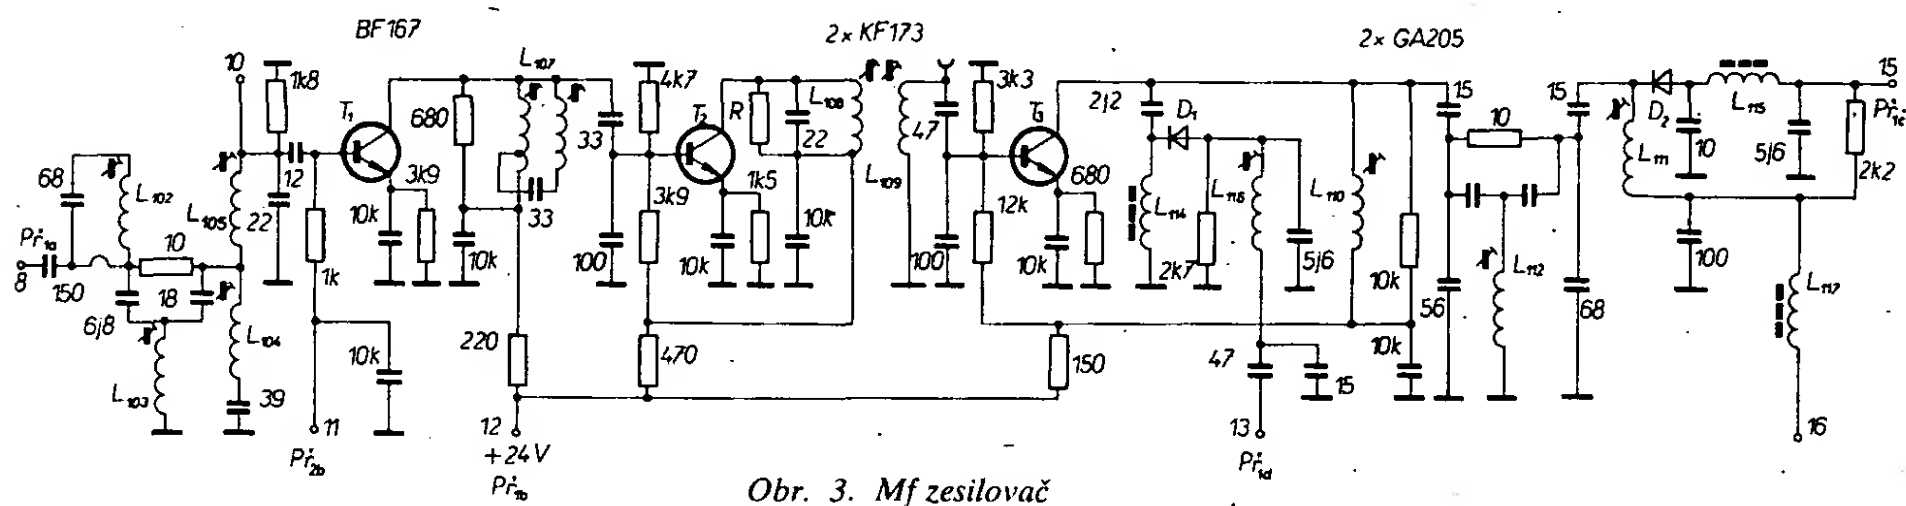 BF167
2x KF173
2x GA205
10
1k8
T₁
12
22
68
L₁₀₂
L₁₀₅
Př₁ₐ
8
150
10
18
6j8
L₁₀₃
L₁₀₄
39
1k
11
Př₂b
10k
3k9
10k
680
10k
L₁₀₇
33
33
220
12
+24V
Př₁b
4k7
T₂
3k9
100
470
R
1k5
10k
22
10k
L₁₀₈
L₁₀₉
47
3k3
T₃
12k
100
680
10k
150
2j2
D₁
L₁₁₄
2k7
L₁₁₈
5j6
L₁₁₀
10k
10k
47
15
13
Př₁d
15
10
15
56
L₁₁₂
68
L₁₁₁
D₂
10
L₁₁₅
5j6
2k2
15
Př₁c
100
L₁₁₇
16
Obr. 3. Mf zesilovač